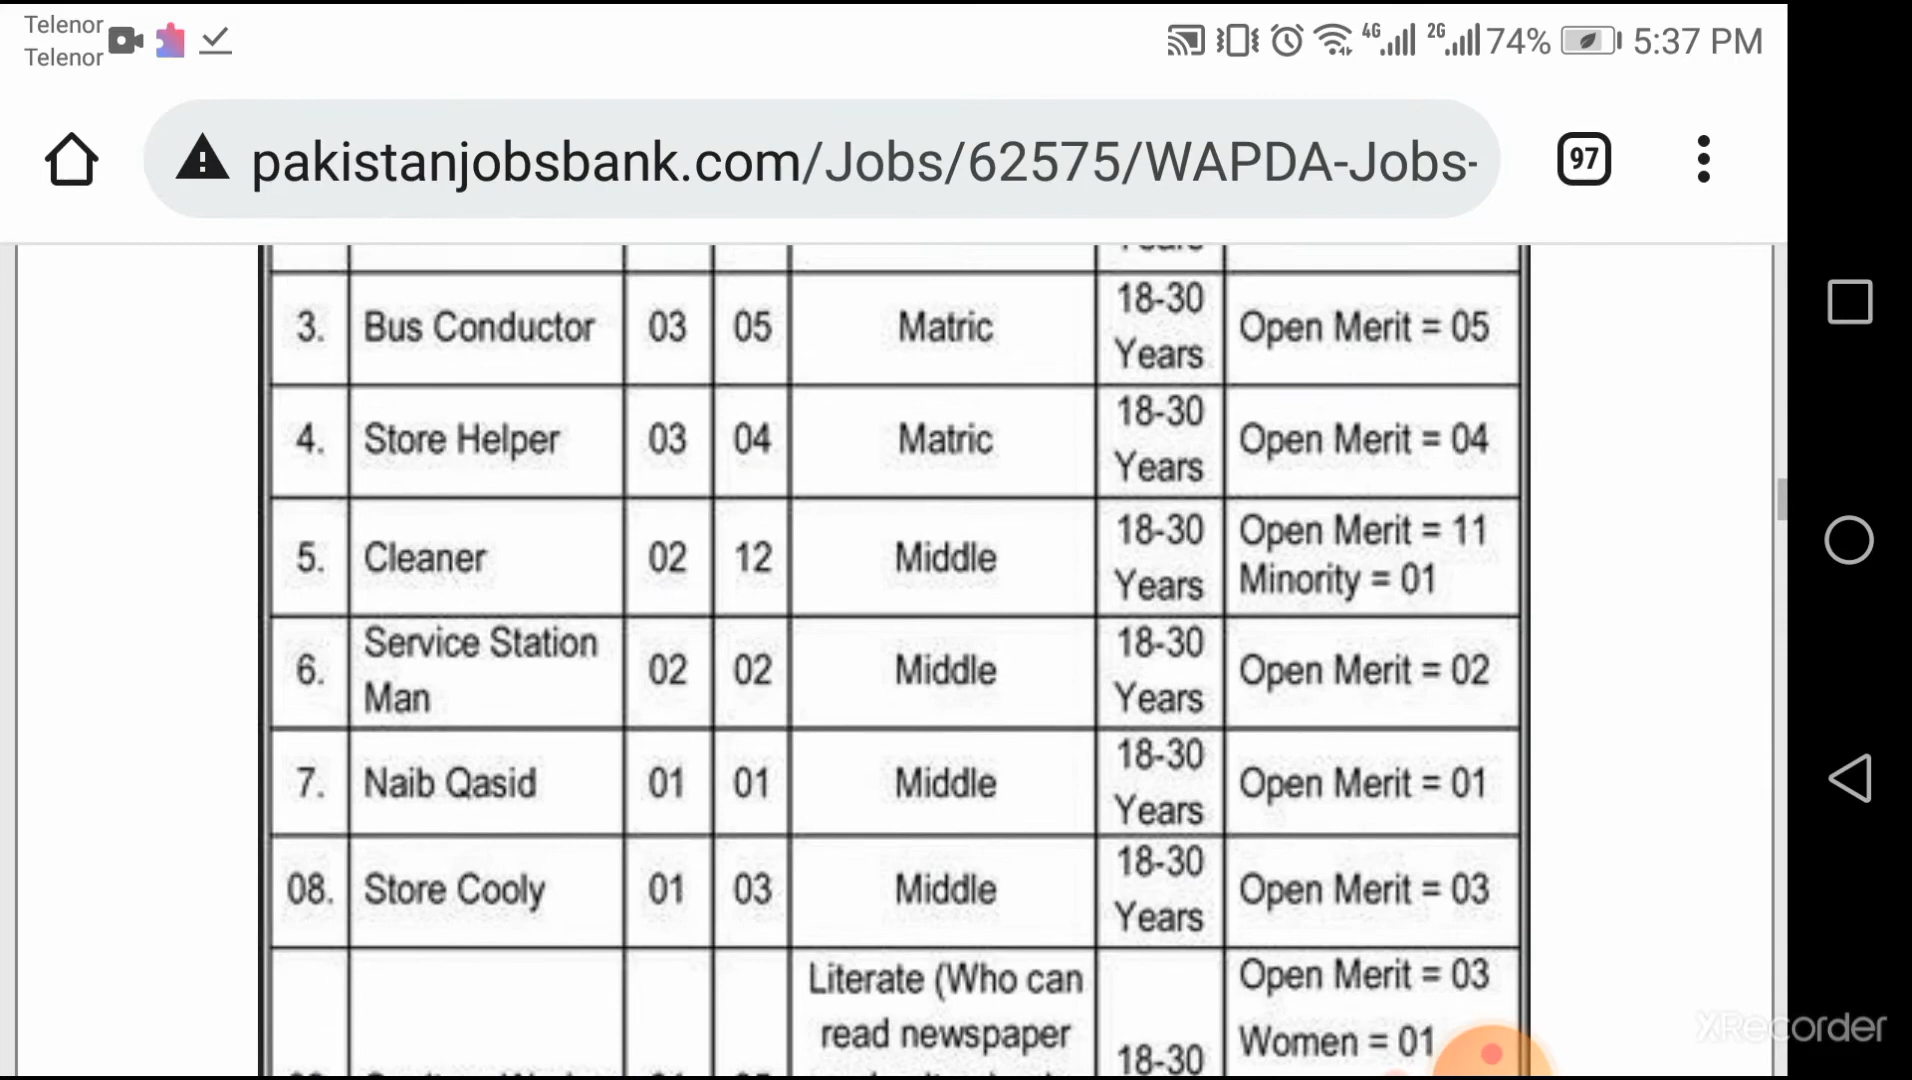 Telenor
Telenor
4G 2G 74% 5:37 PM
pakistanjobsbank.com/Jobs/62575/WAPDA-Jobs-
97
Years
3. Bus Conductor 03 05 Matric 18-30 Years Open Merit = 05
4. Store Helper 03 04 Matric 18-30 Years Open Merit = 04
5. Cleaner 02 12 Middle 18-30 Years Open Merit = 11
Minority = 01
6. Service Station Man 02 02 Middle 18-30 Years Open Merit = 02
7. Naib Qasid 01 01 Middle 18-30 Years Open Merit = 01
08. Store Cooly 01 03 Middle 18-30 Years Open Merit = 03
Literate (Who can
read newspaper
18-30
Open Merit = 03
Women = 01
XRecorder